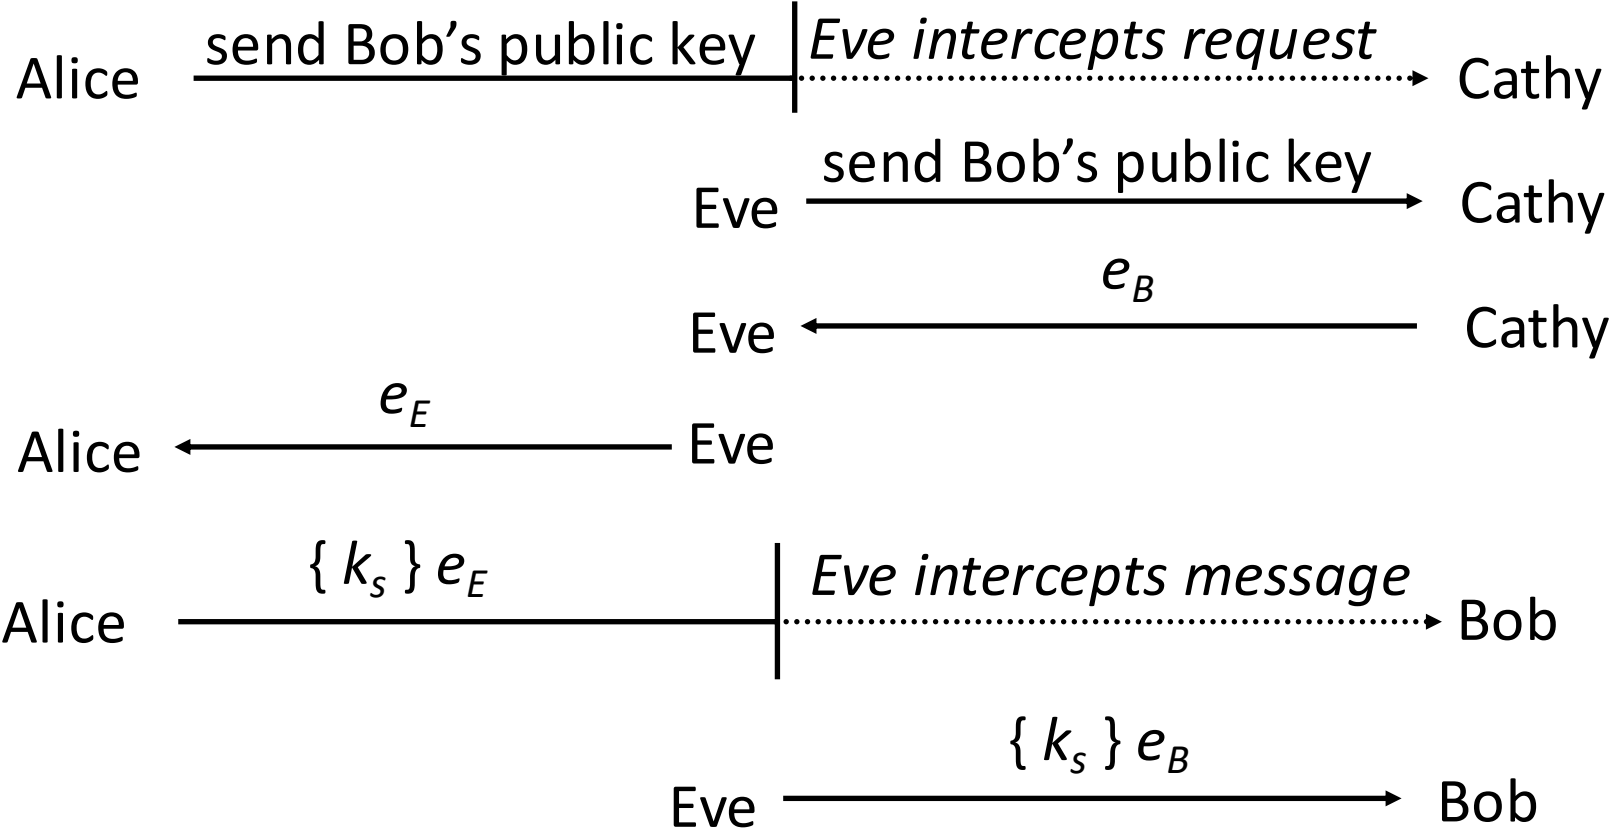 send Bob’s public key
Eve intercepts request
Alice
Cathy
send Bob’s public key
Eve
Cathy
e_B
Eve
Cathy
e_E
Alice
Eve
{ k_s } e_E
Eve intercepts message
Alice
Bob
{ k_s } e_B
Eve
Bob